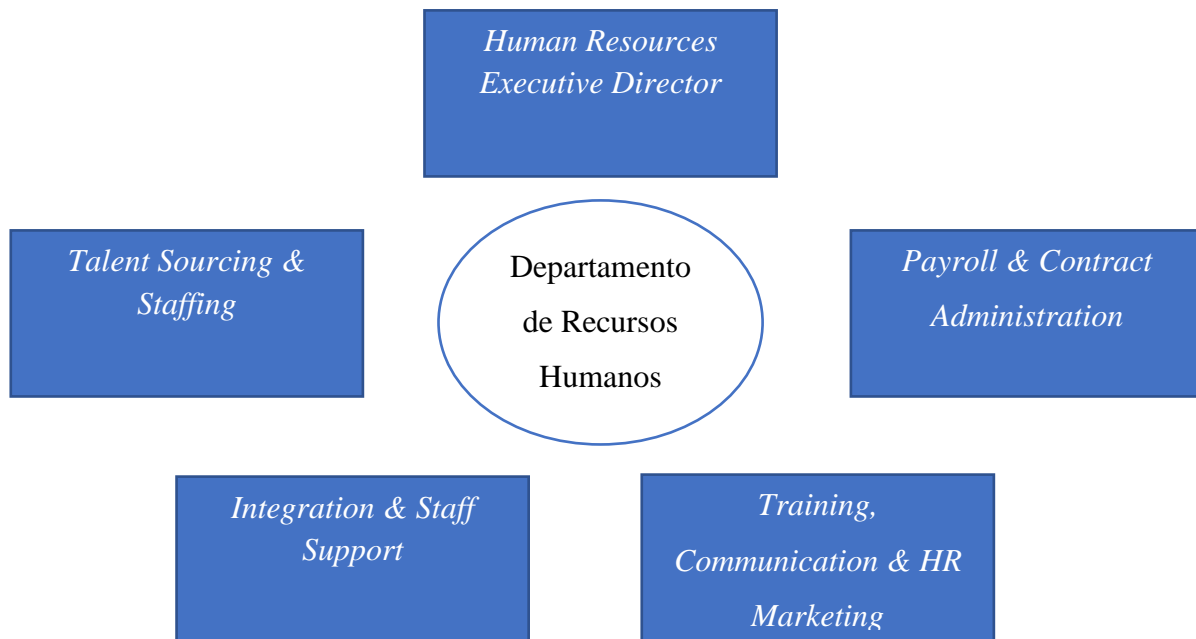 Human Resources
Executive Director
Talent Sourcing &
Staffing
Departamento
de Recursos
Humanos
Payroll & Contract
Administration
Integration & Staff
Support
Training,
Communication & HR
Marketing